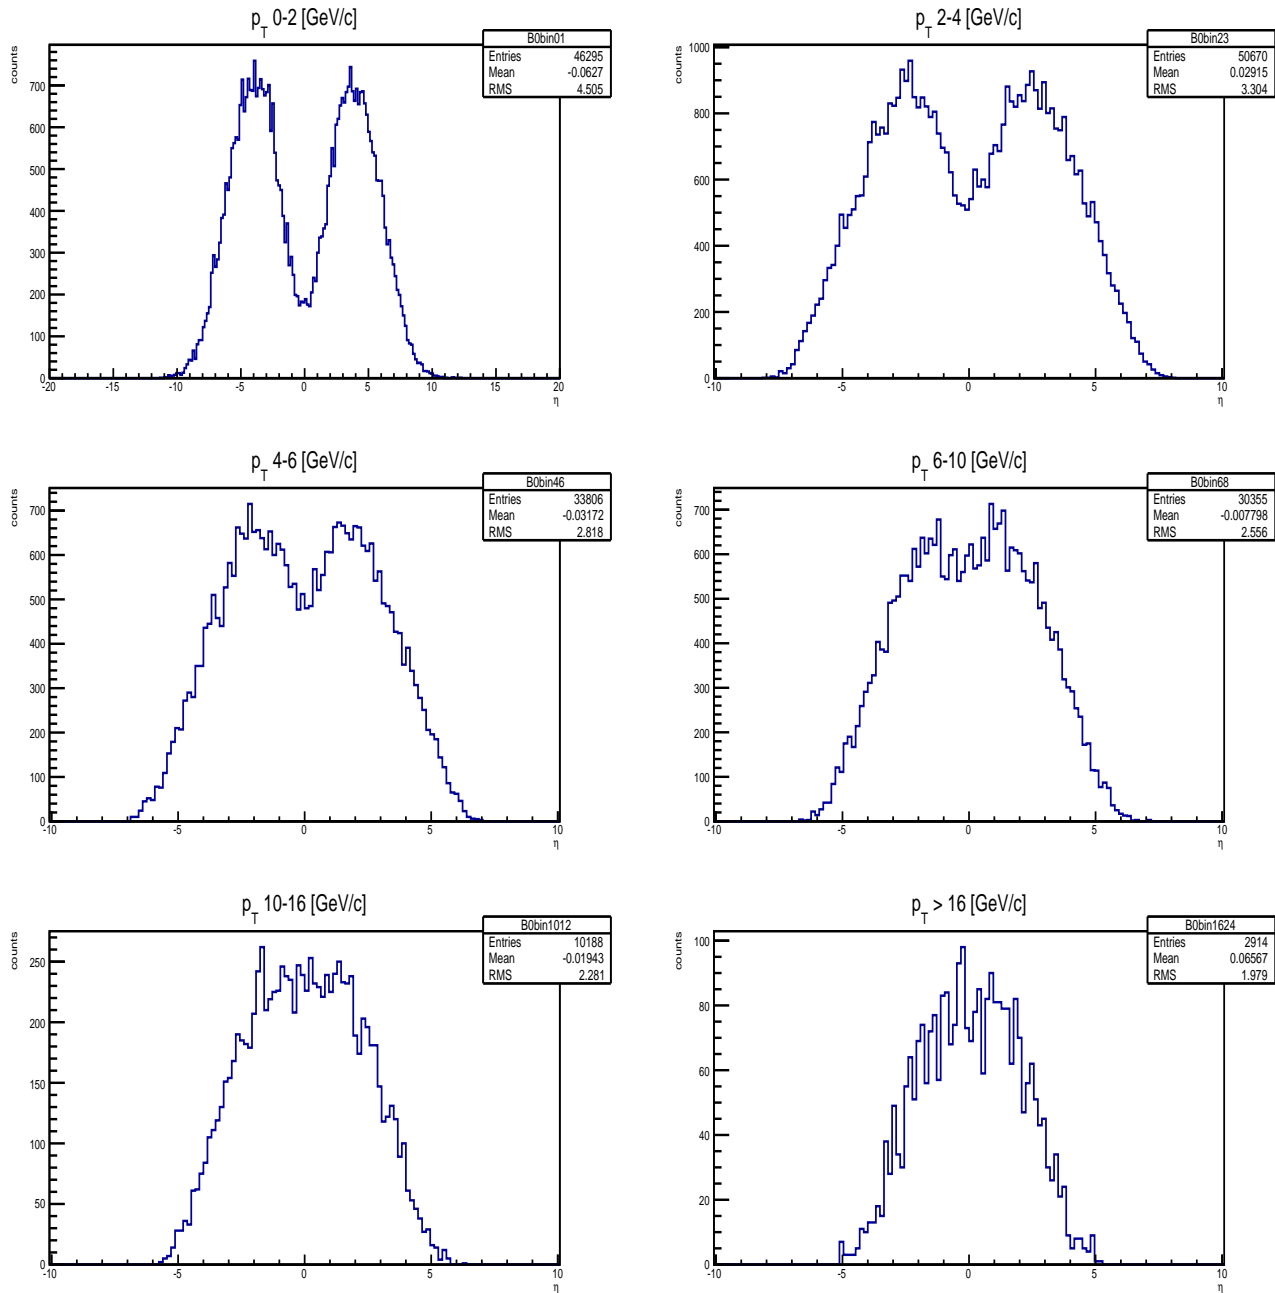 p_T 0-2 [GeV/c]
counts
B0bin01
Entries 46295
Mean -0.0627
RMS 4.505
700
600
500
400
300
200
100
0
-20 -15 -10 -5 0 5 10 15 20
η
p_T 2-4 [GeV/c]
counts
B0bin23
Entries 50670
Mean 0.02915
RMS 3.304
1000
800
600
400
200
0
-10 -5 0 5 10
η
p_T 4-6 [GeV/c]
counts
B0bin46
Entries 33806
Mean -0.03172
RMS 2.818
700
600
500
400
300
200
100
0
-10 -5 0 5 10
η
p_T 6-10 [GeV/c]
counts
B0bin68
Entries 30355
Mean -0.007798
RMS 2.556
700
600
500
400
300
200
100
0
-10 -5 0 5 10
η
p_T 10-16 [GeV/c]
counts
B0bin1012
Entries 10188
Mean -0.01943
RMS 2.281
250
200
150
100
50
0
-10 -5 0 5 10
η
p_T > 16 [GeV/c]
counts
B0bin1624
Entries 2914
Mean 0.06567
RMS 1.979
100
80
60
40
20
0
-10 -5 0 5 10
η